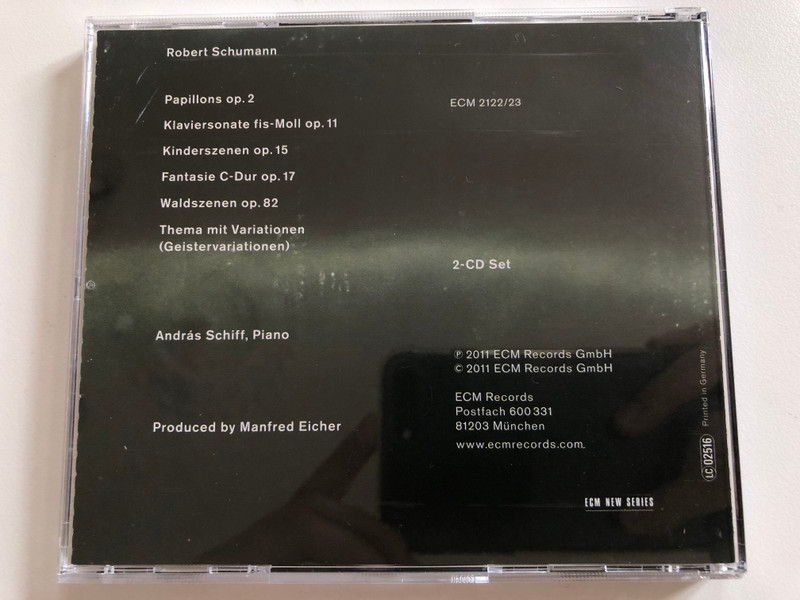 Robert Schumann
Papillons op. 2
Klaviersonate fis-Moll op. 11
Kinderszenen op. 15
Fantasie C-Dur op. 17
Waldszenen op. 82
Thema mit Variationen
(Geistervariationen)
András Schiff, Piano
Produced by Manfred Eicher
ECM 2122/23
2-CD Set
℗ 2011 ECM Records GmbH
© 2011 ECM Records GmbH
ECM Records
Postfach 600 331
81203 München
www.ecmrecords.com
ECM NEW SERIES
LC 02516
Printed in Germany